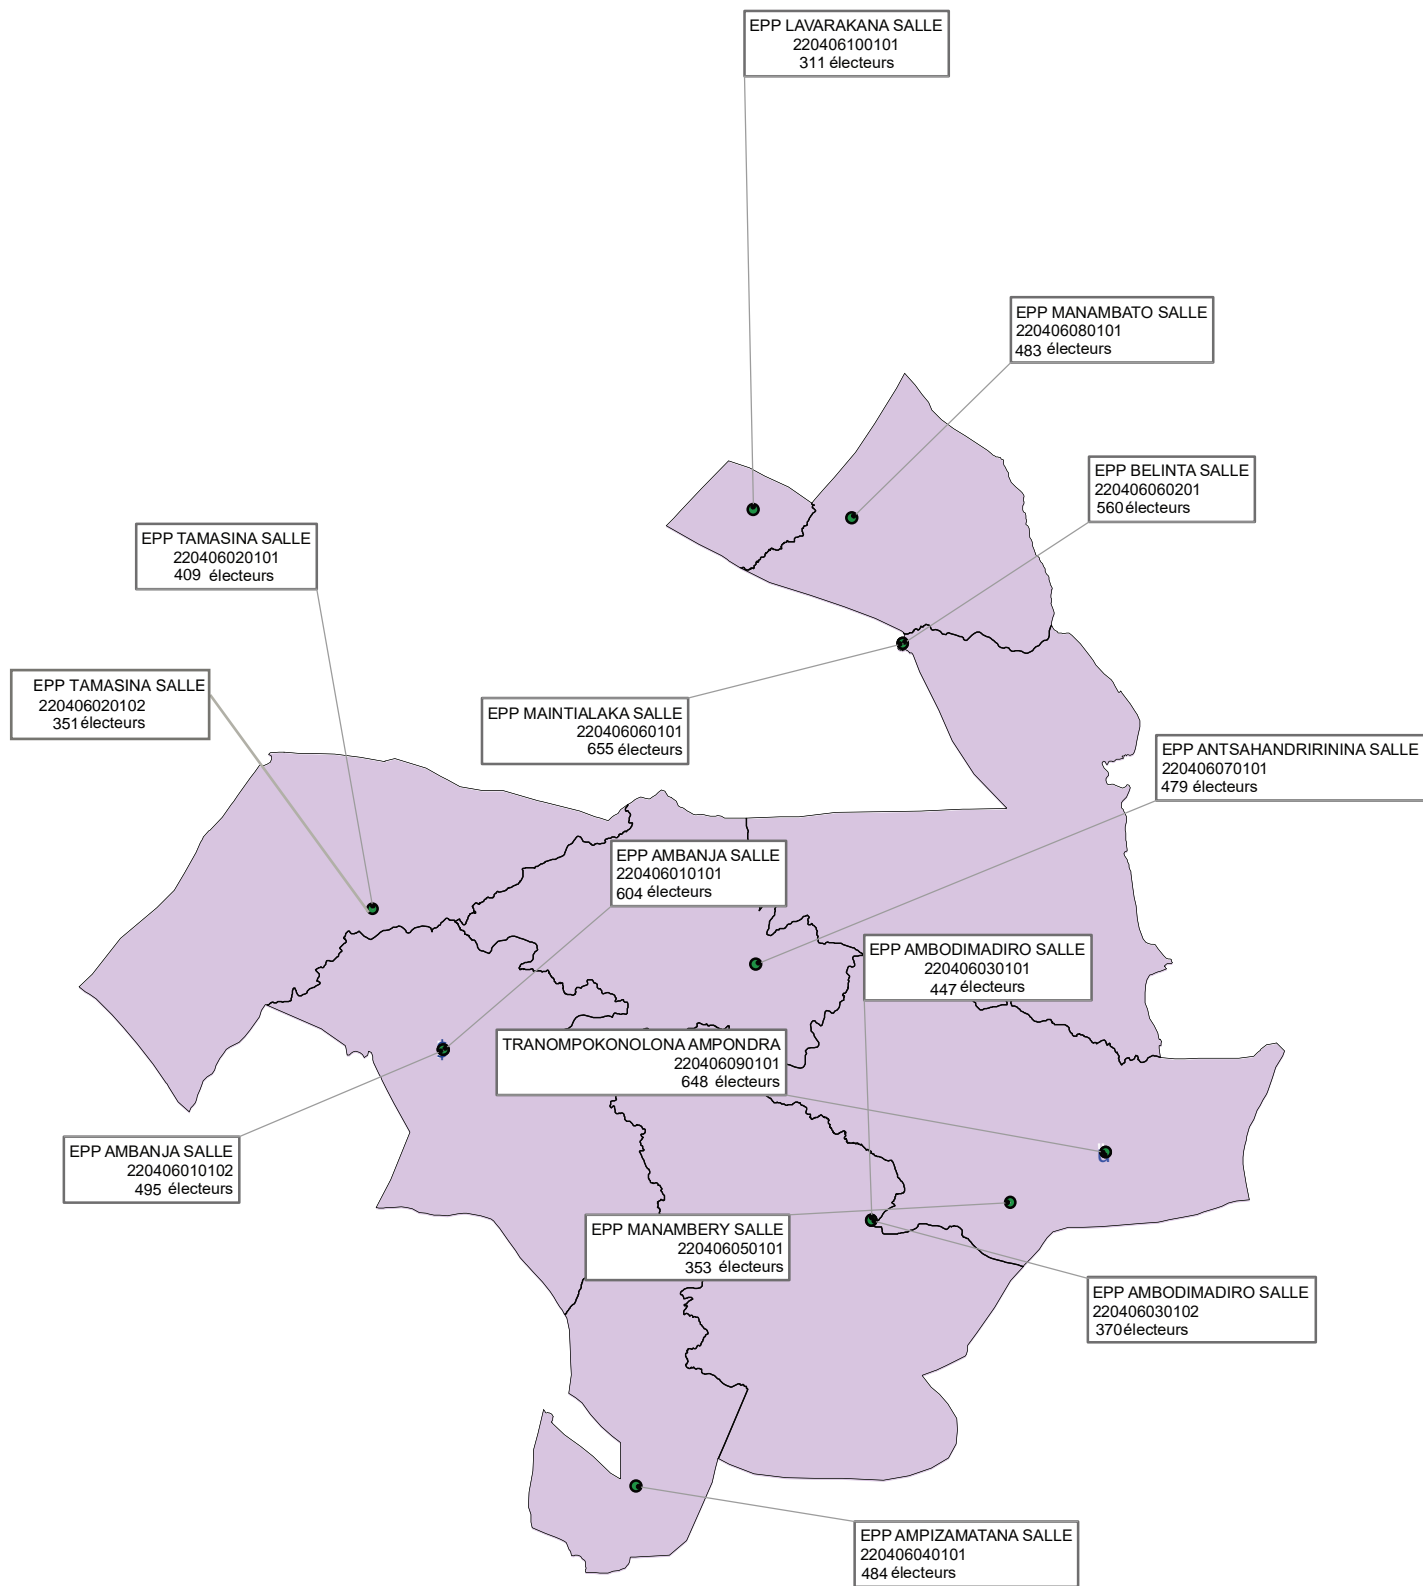 EPP LAVARAKANA SALLE
220406100101
311 électeurs
EPP MANAMBATO SALLE
220406080101
483 électeurs
EPP BELINTA SALLE
220406060201
560 électeurs
EPP TAMASINA SALLE
220406020101
409 électeurs
EPP TAMASINA SALLE
220406020102
351 électeurs
EPP MAINTIALAKA SALLE
220406060101
655 électeurs
EPP ANTSAHANDRIRININA SALLE
220406070101
479 électeurs
EPP AMBANJA SALLE
220406010101
604 électeurs
EPP AMBODIMADIRO SALLE
220406030101
447 électeurs
TRANOMPOKONOLONA AMPONDRA
220406090101
648 électeurs
EPP AMBANJA SALLE
220406010102
495 électeurs
EPP MANAMBERY SALLE
220406050101
353 électeurs
EPP AMBODIMADIRO SALLE
220406030102
370 électeurs
EPP AMPIZAMATANA SALLE
220406040101
484 électeurs